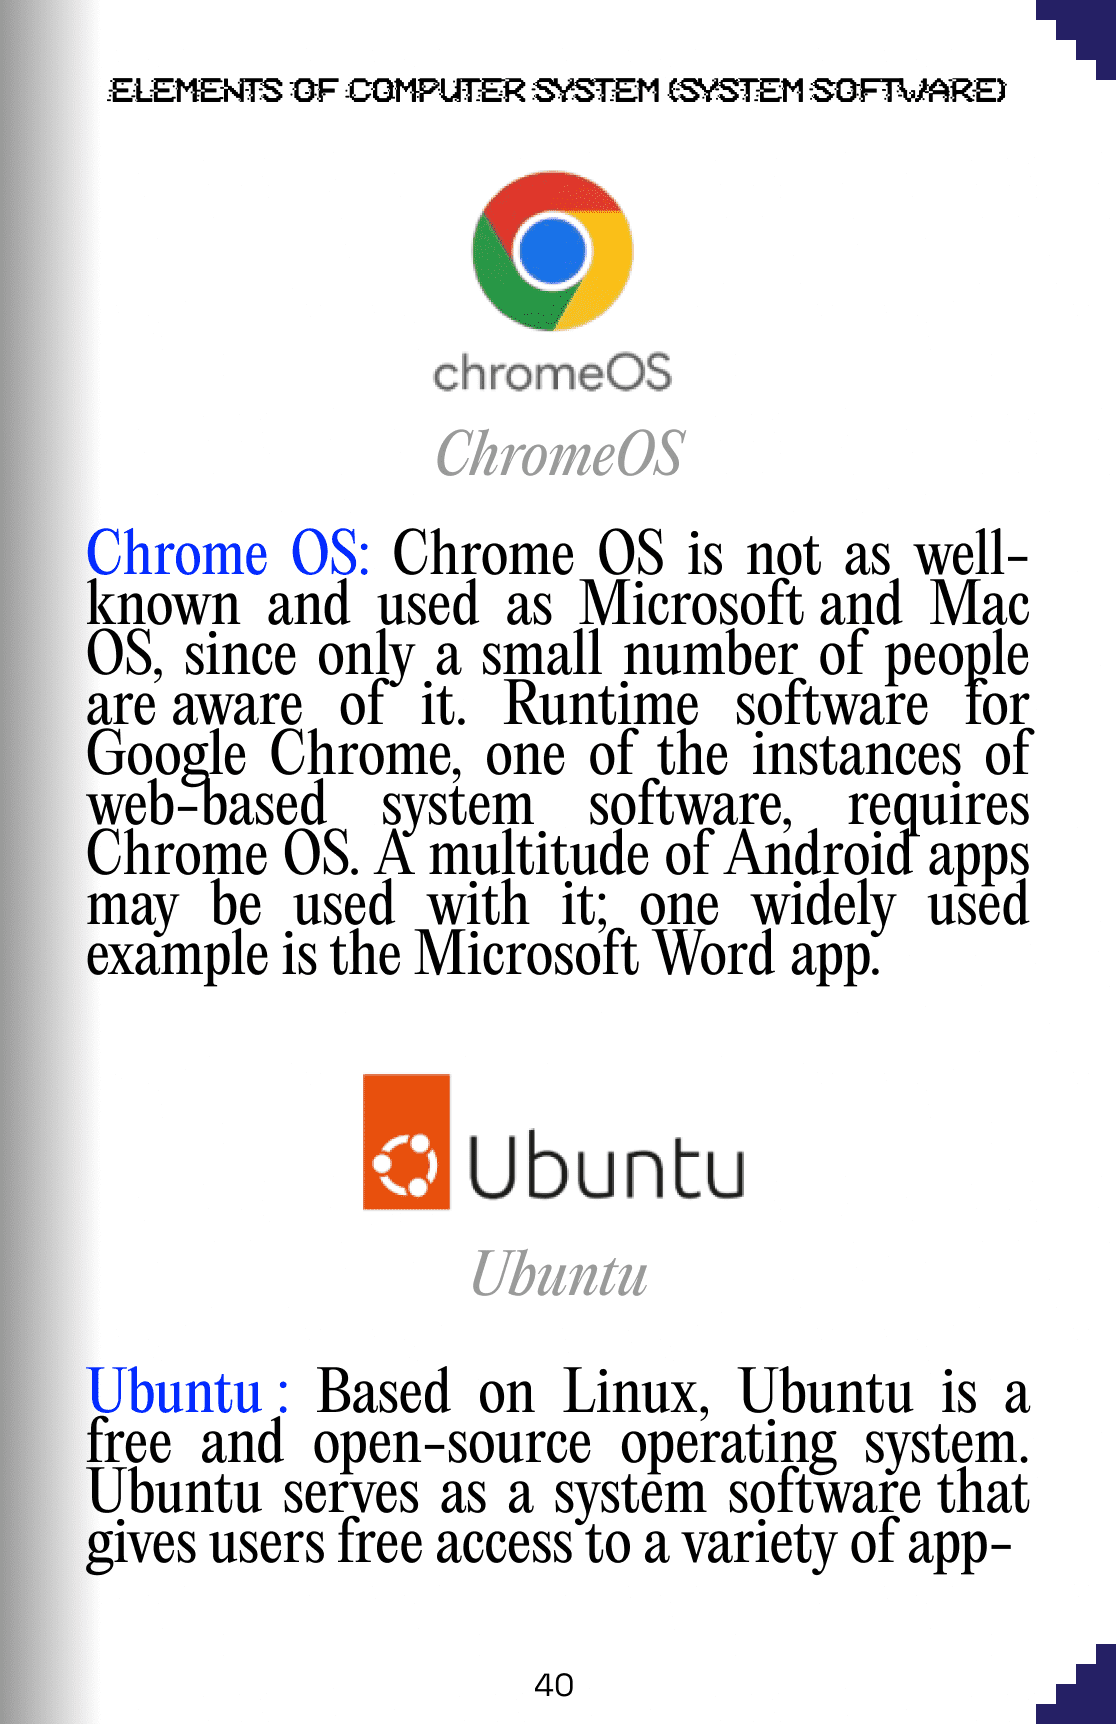 ELEMENTS OF COMPUTER SYSTEM (SYSTEM SOFTWARE)
chromeOS
ChromeOS
Chrome OS: Chrome OS is not as well-
known and used as Microsoft and Mac
OS, since only a small number of people
are aware of it. Runtime software for
Google Chrome, one of the instances of
web-based system software, requires
Chrome OS. A multitude of Android apps
may be used with it; one widely used
example is the Microsoft Word app.
Ubuntu
Ubuntu
Ubuntu : Based on Linux, Ubuntu is a
free and open-source operating system.
Ubuntu serves as a system software that
gives users free access to a variety of app-
40